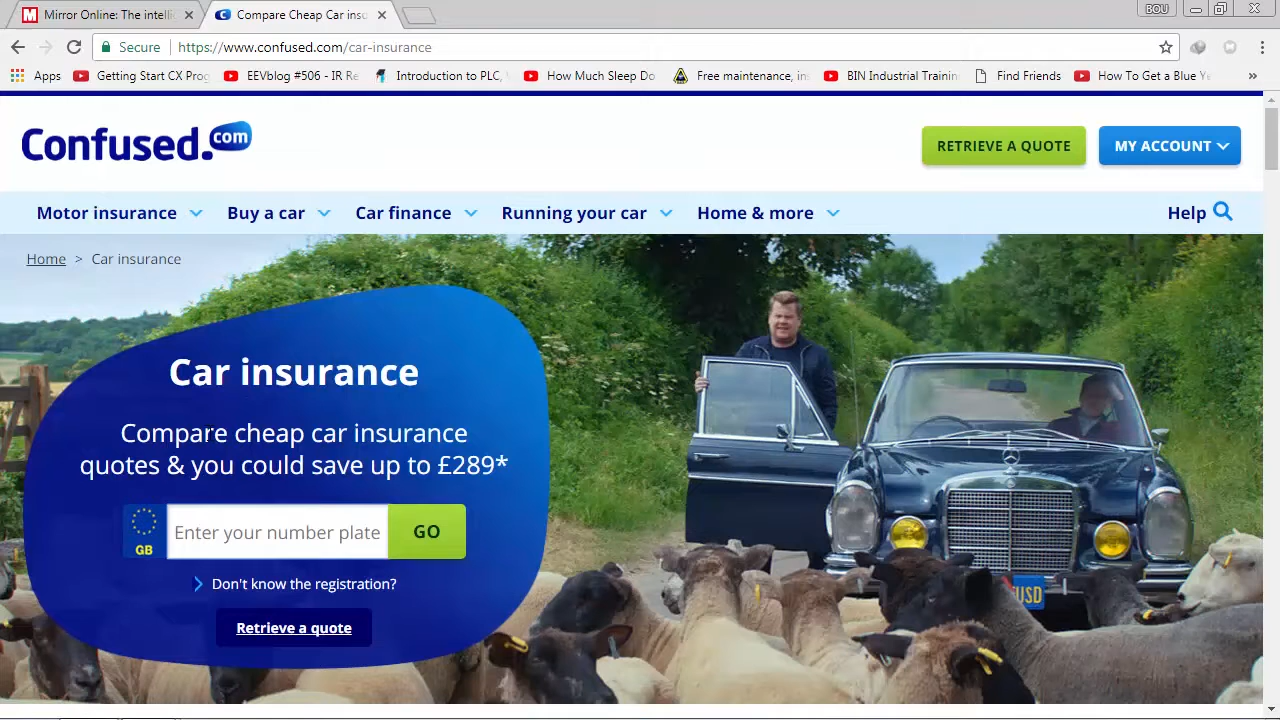 Mirror Online: The intelli
Compare Cheap Car insu
BOU
Secure
https://www.confused.com/car-insurance
Apps
Getting Start CX Prog
EEVblog #506 - IR Re
Introduction to PLC,
How Much Sleep Do
Free maintenance, in
BIN Industrial Trainin
Find Friends
How To Get a Blue Ye
»
Confused.com
RETRIEVE A QUOTE
MY ACCOUNT
Motor insurance
Buy a car
Car finance
Running your car
Home & more
Help
Home > Car insurance
Car insurance
Compare cheap car insurance
quotes & you could save up to £289*
GB
Enter your number plate
GO
Don't know the registration?
Retrieve a quote
USD